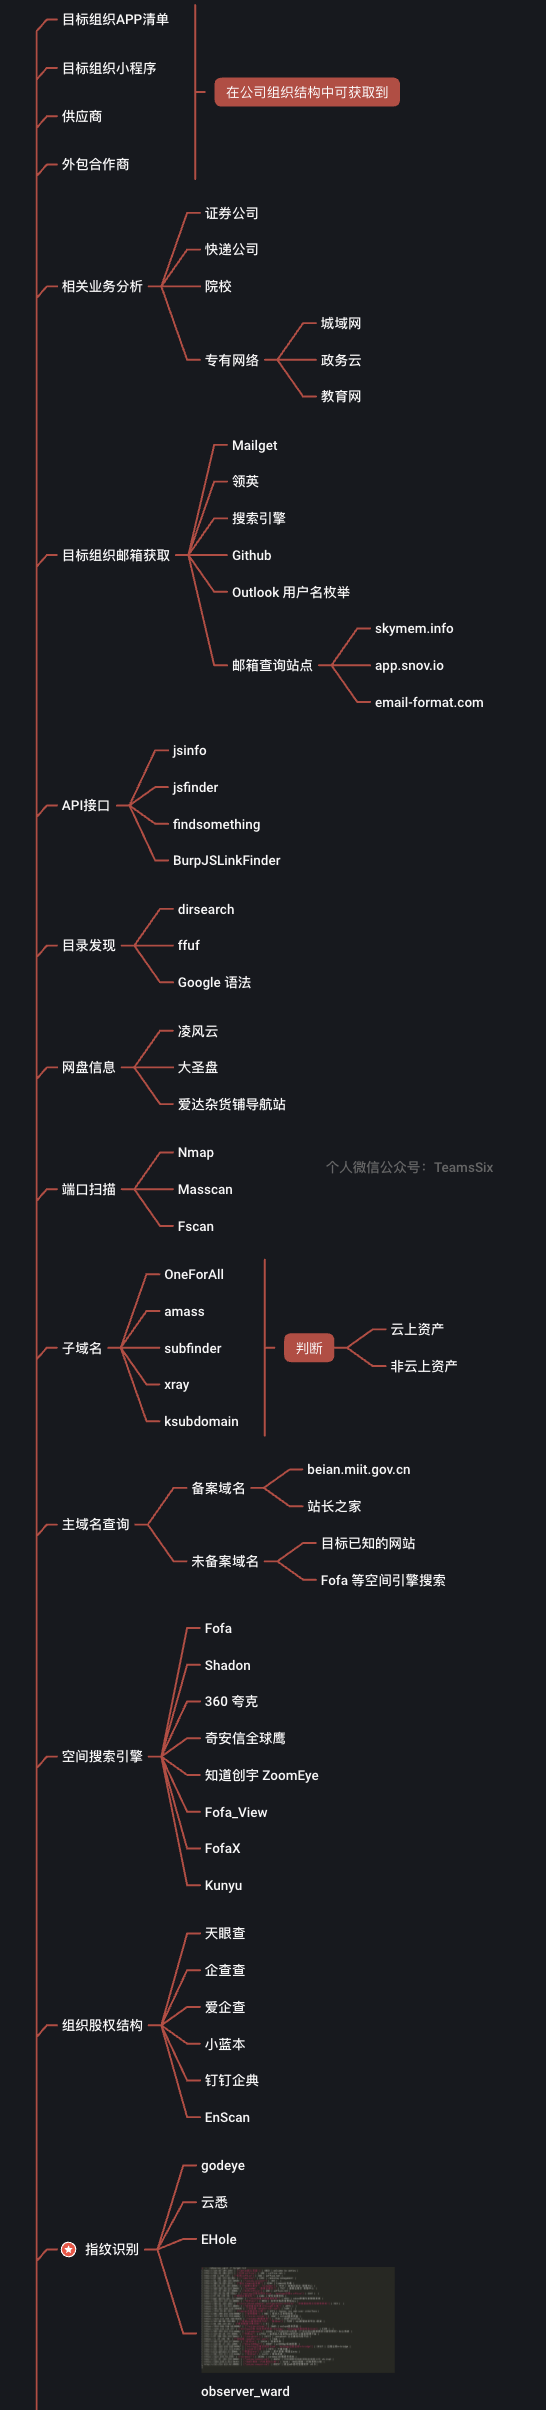 目标组织APP清单
目标组织小程序
在公司组织结构中可获取到
供应商
外包合作商
证券公司
快递公司
相关业务分析
院校
城域网
专有网络
政务云
教育网
Mailget
领英
搜索引擎
目标组织邮箱获取
Github
Outlook 用户名枚举
skymem.info
邮箱查询站点
app.snov.io
email-format.com
jsinfo
jsfinder
API接口
findsomething
BurpJSLinkFinder
dirsearch
目录发现
ffuf
Google 语法
凌风云
网盘信息
大圣盘
爱达杂货铺导航站
Nmap
个人微信公众号：TeamsSix
端口扫描
Masscan
Fscan
OneForAll
amass
云上资产
子域名
subfinder
判断
非云上资产
xray
ksubdomain
beian.miit.gov.cn
备案域名
站长之家
主域名查询
目标已知的网站
未备案域名
Fofa 等空间引擎搜索
Fofa
Shadon
360 夸克
奇安信全球鹰
空间搜索引擎
知道创宇 ZoomEye
Fofa_View
FofaX
Kunyu
天眼查
企查查
爱企查
组织股权结构
小蓝本
钉钉企典
EnScan
godeye
云悉
指纹识别
EHole
observer_ward